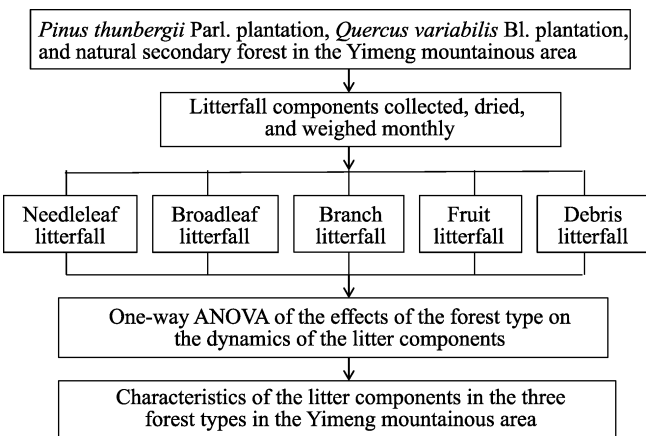 Pinus thunbergii Parl. plantation, Quercus variabilis Bl. plantation,
and natural secondary forest in the Yimeng mountainous area
Litterfall components collected, dried,
and weighed monthly
Needleleaf
litterfall
Broadleaf
litterfall
Branch
litterfall
Fruit
litterfall
Debris
litterfall
One-way ANOVA of the effects of the forest type on
the dynamics of the litter components
Characteristics of the litter components in the three
forest types in the Yimeng mountainous area